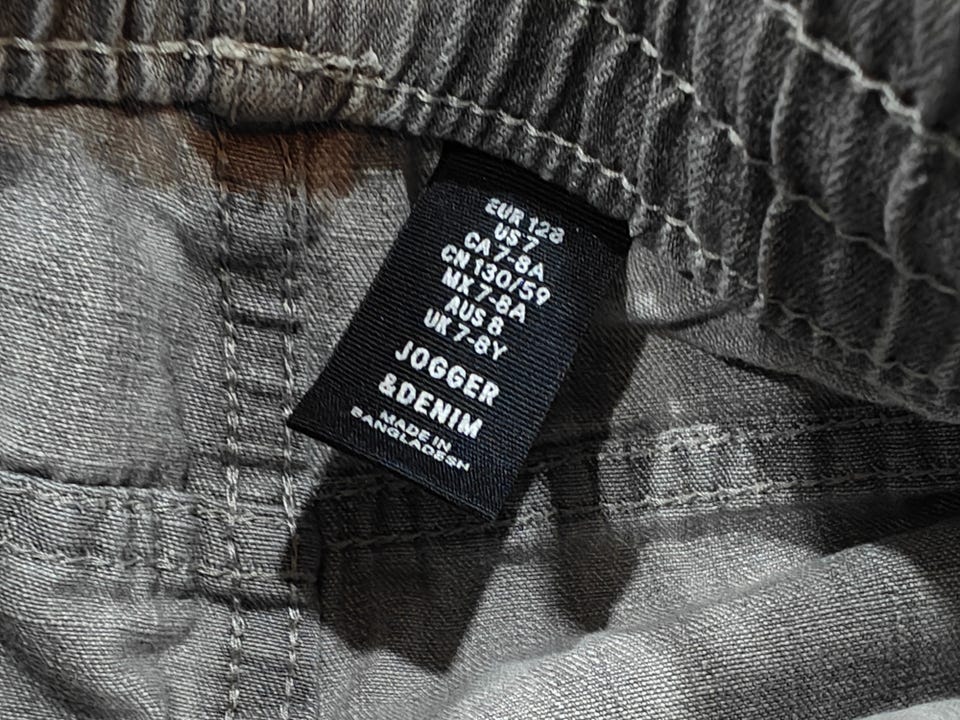 EUR 128
US 7
CA 7-8A
CN 130/59
MX 7-8A
AUS 8
UK 7-8Y
JOGGER
&DENIM
MADE IN
BANGLADESH